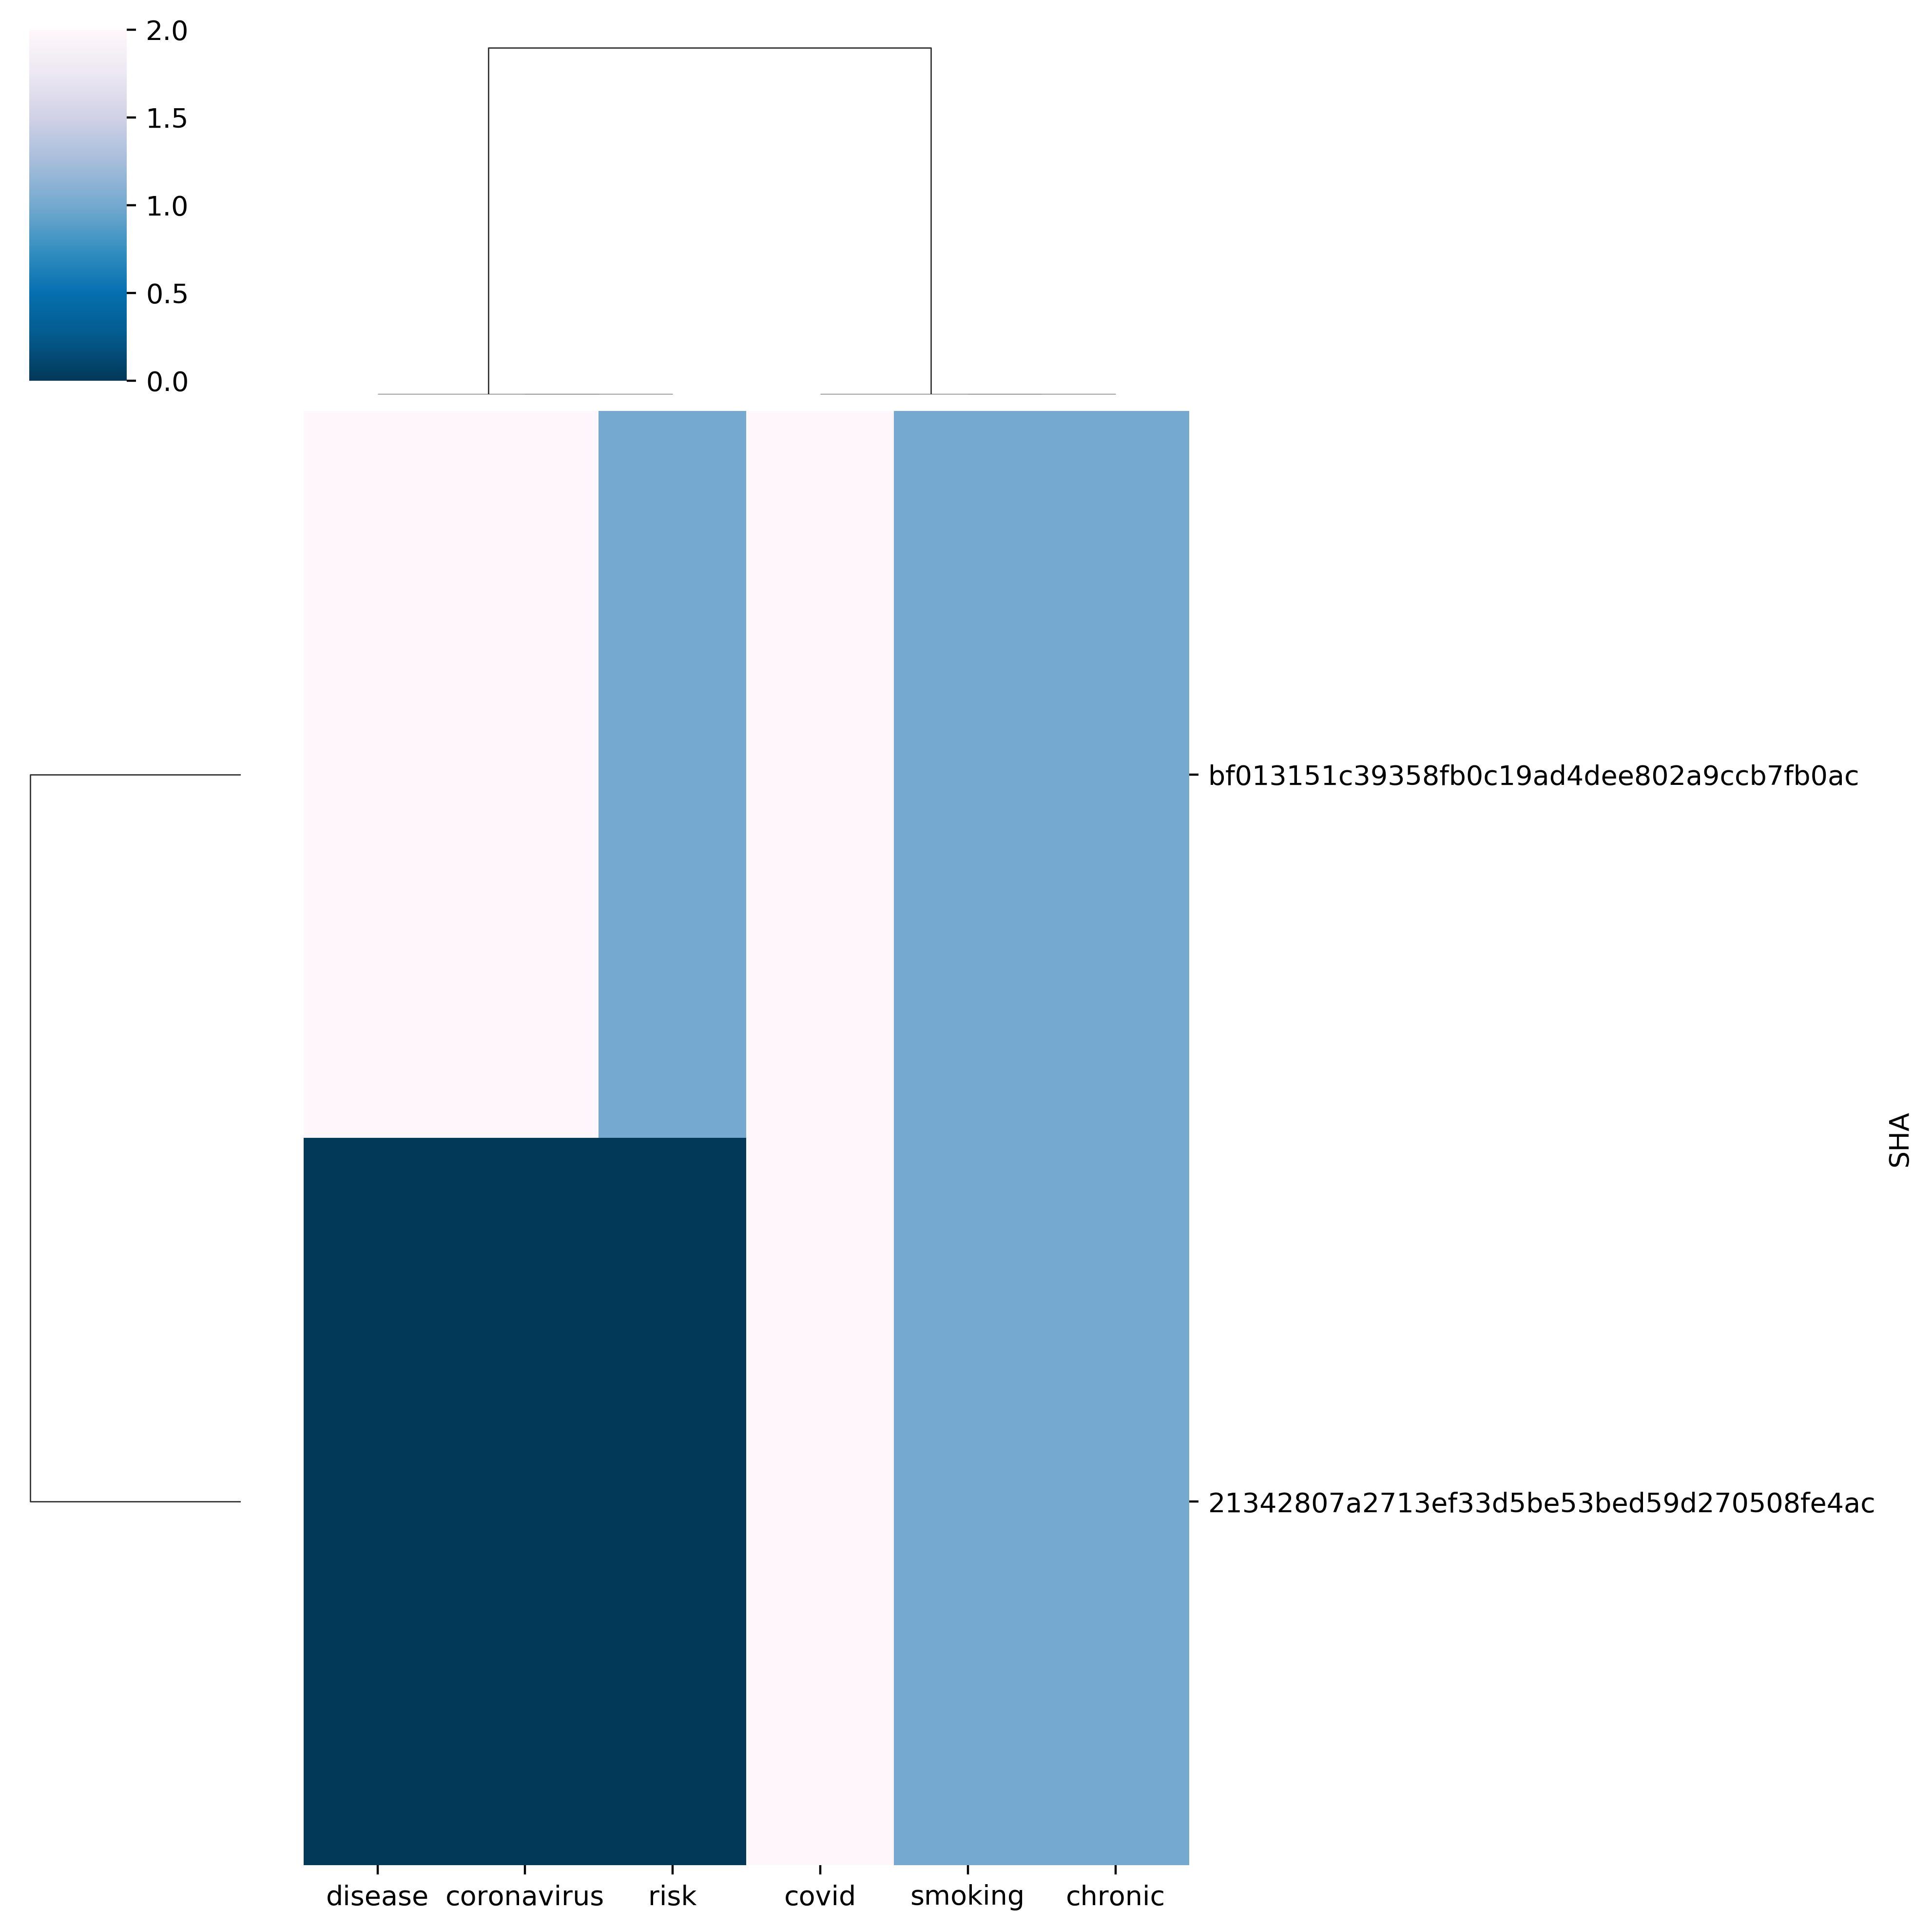 2.0
1.5
1.0
0.5
0.0
bf013151c39358fb0c19ad4dee802a9ccb7fb0ac
SHA
21342807a2713ef33d5be53bed59d270508fe4ac
disease coronavirus risk covid smoking chronic